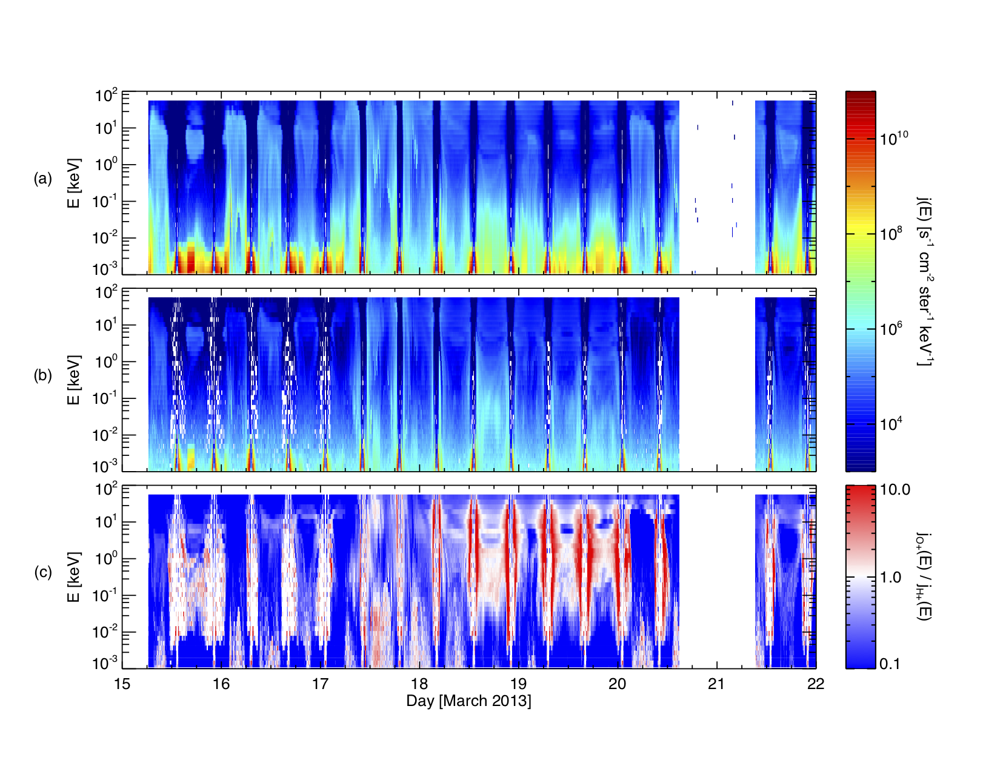 (a)
E [keV]
10²
10¹
10⁰
10⁻¹
10⁻²
10⁻³
(b)
E [keV]
10²
10¹
10⁰
10⁻¹
10⁻²
10⁻³
(c)
E [keV]
10²
10¹
10⁰
10⁻¹
10⁻²
10⁻³
15 16 17 18 19 20 21 22
Day [March 2013]
10¹⁰
10⁸
10⁶
10⁴
j(E) [s⁻¹ cm⁻² ster⁻¹ keV⁻¹]
10.0
1.0
0.1
j_O+(E) / j_H+(E)